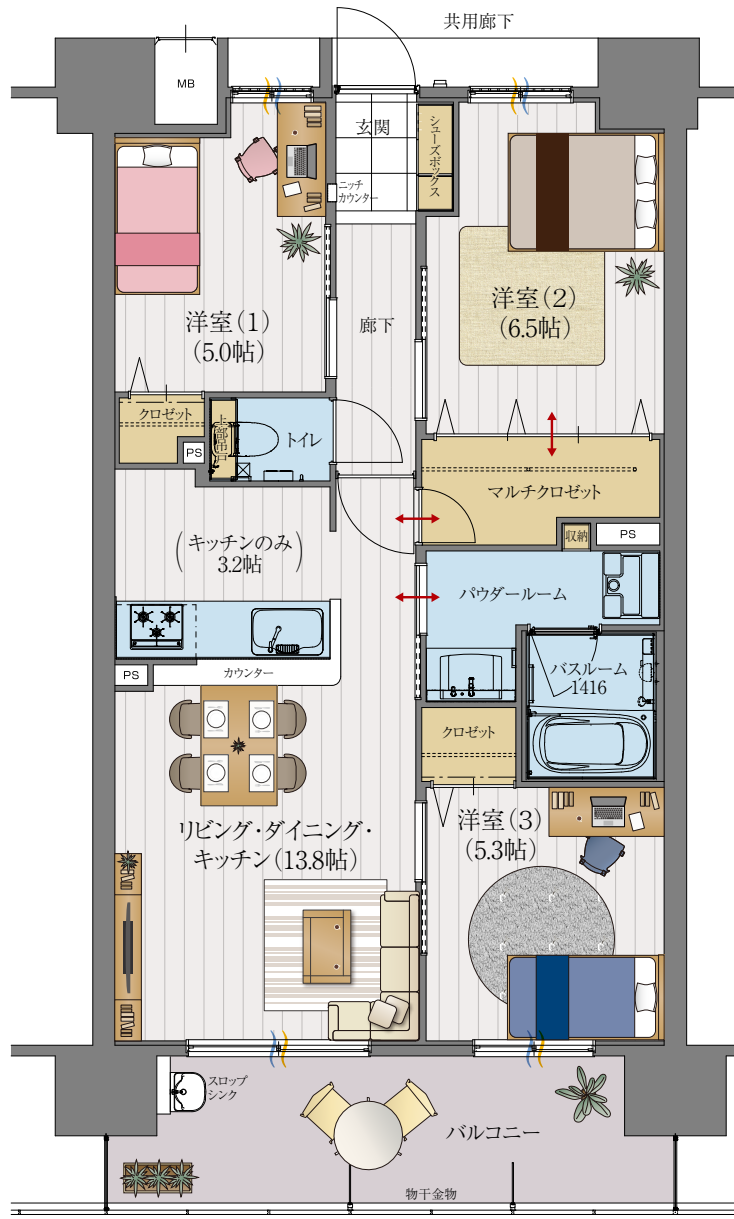 共用廊下
MB
玄関
シューズボックス
ニッチ
カウンター
洋室(1)
(5.0帖)
廊下
洋室(2)
(6.5帖)
クロゼット
上部吊戸
トイレ
PS
マルチクロゼット
(キッチンのみ)
3.2帖
収納
PS
パウダールーム
バスルーム
1416
PS
カウンター
クロゼット
リビング・ダイニング・
キッチン(13.8帖)
洋室(3)
(5.3帖)
スロップ
シンク
バルコニー
物干金物